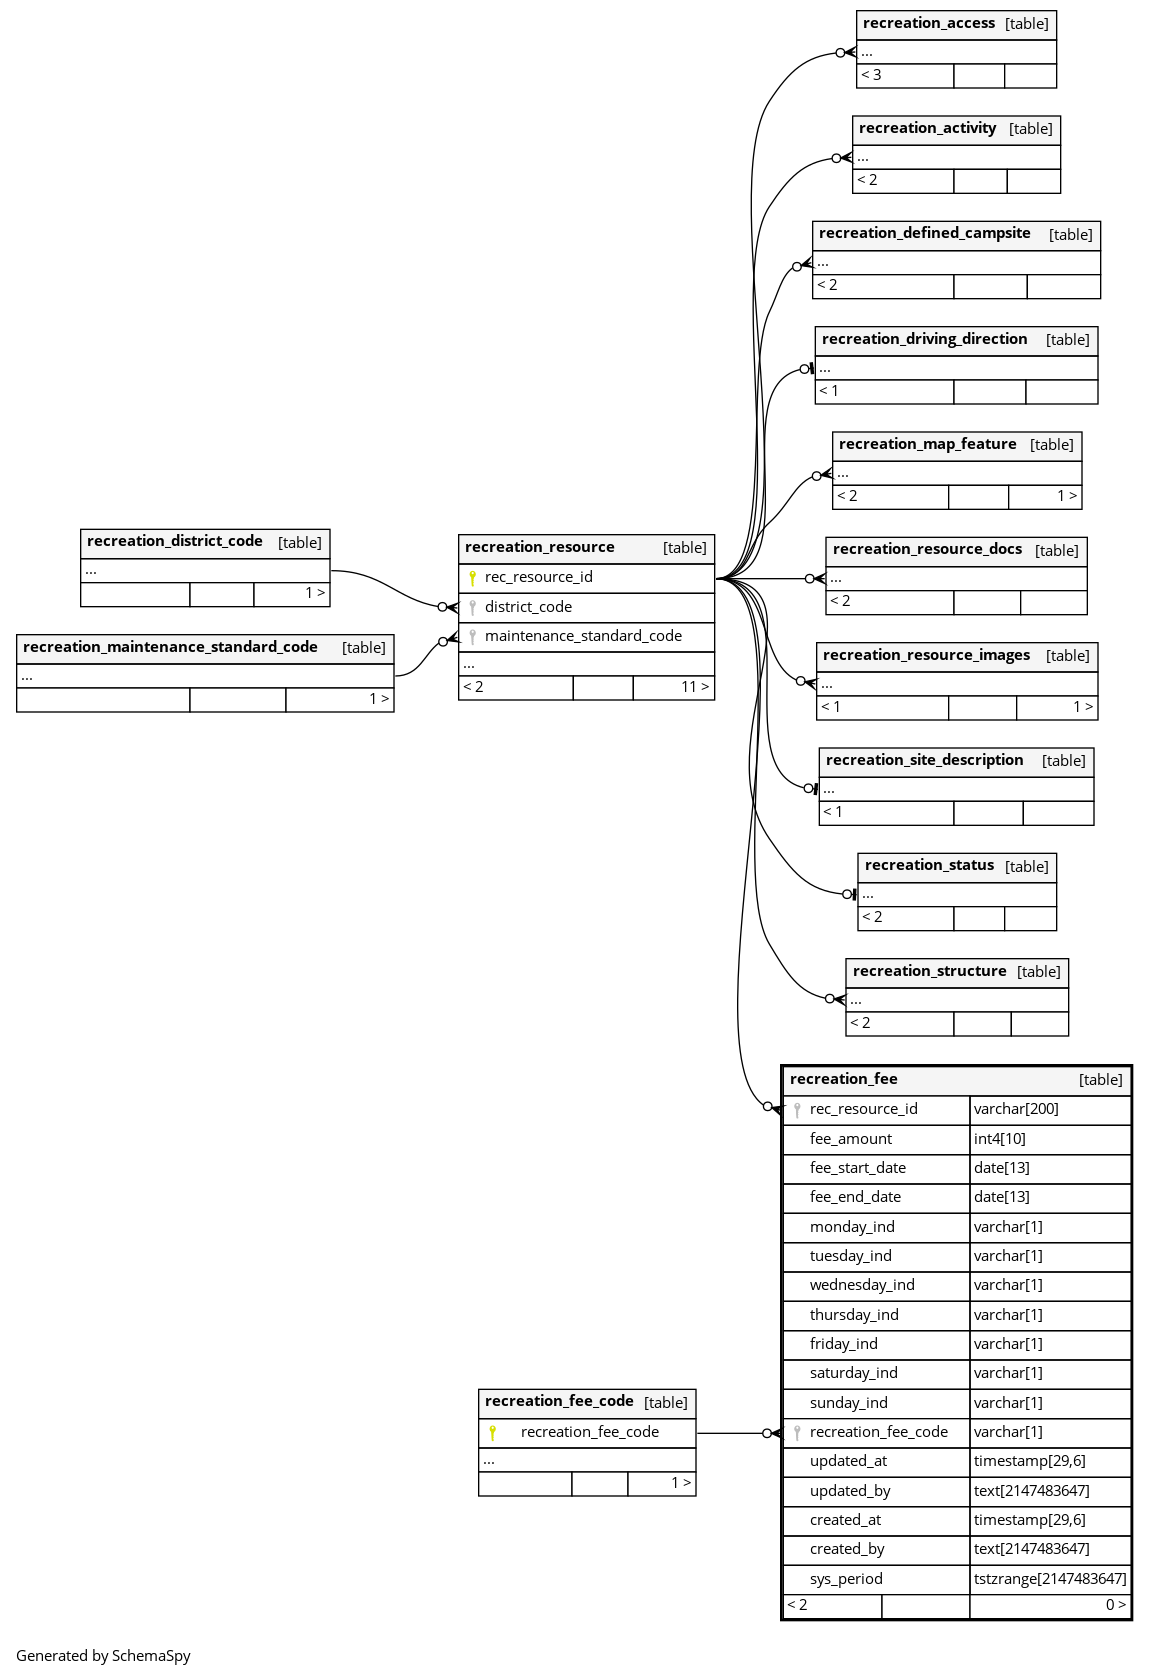 recreation_access [table]
...
< 3
recreation_activity [table]
...
< 2
recreation_defined_campsite [table]
...
< 2
recreation_driving_direction [table]
...
< 1
recreation_map_feature [table]
...
< 2 1 >
recreation_district_code [table]
...
1 >
recreation_maintenance_standard_code [table]
...
1 >
recreation_resource [table]
rec_resource_id
district_code
maintenance_standard_code
...
< 2 11 >
recreation_resource_docs [table]
...
< 2
recreation_resource_images [table]
...
< 1 1 >
recreation_site_description [table]
...
< 1
recreation_status [table]
...
< 2
recreation_structure [table]
...
< 2
recreation_fee [table]
rec_resource_id varchar[200]
fee_amount int4[10]
fee_start_date date[13]
fee_end_date date[13]
monday_ind varchar[1]
tuesday_ind varchar[1]
wednesday_ind varchar[1]
thursday_ind varchar[1]
friday_ind varchar[1]
saturday_ind varchar[1]
sunday_ind varchar[1]
recreation_fee_code varchar[1]
updated_at timestamp[29,6]
updated_by text[2147483647]
created_at timestamp[29,6]
created_by text[2147483647]
sys_period tstzrange[2147483647]
< 2 0 >
recreation_fee_code [table]
recreation_fee_code
...
1 >
Generated by SchemaSpy